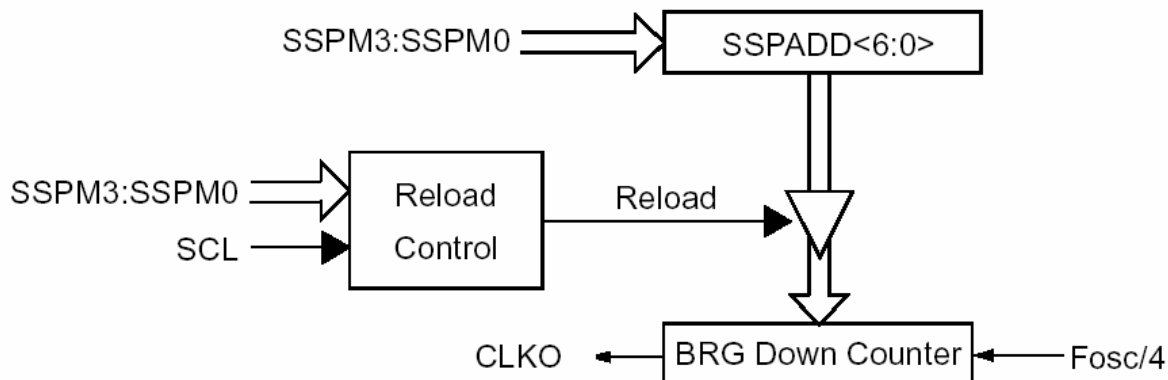 SSPM3:SSPM0
SSPADD<6:0>
SSPM3:SSPM0
SCL
Reload
Control
Reload
CLKO
BRG Down Counter
Fosc/4